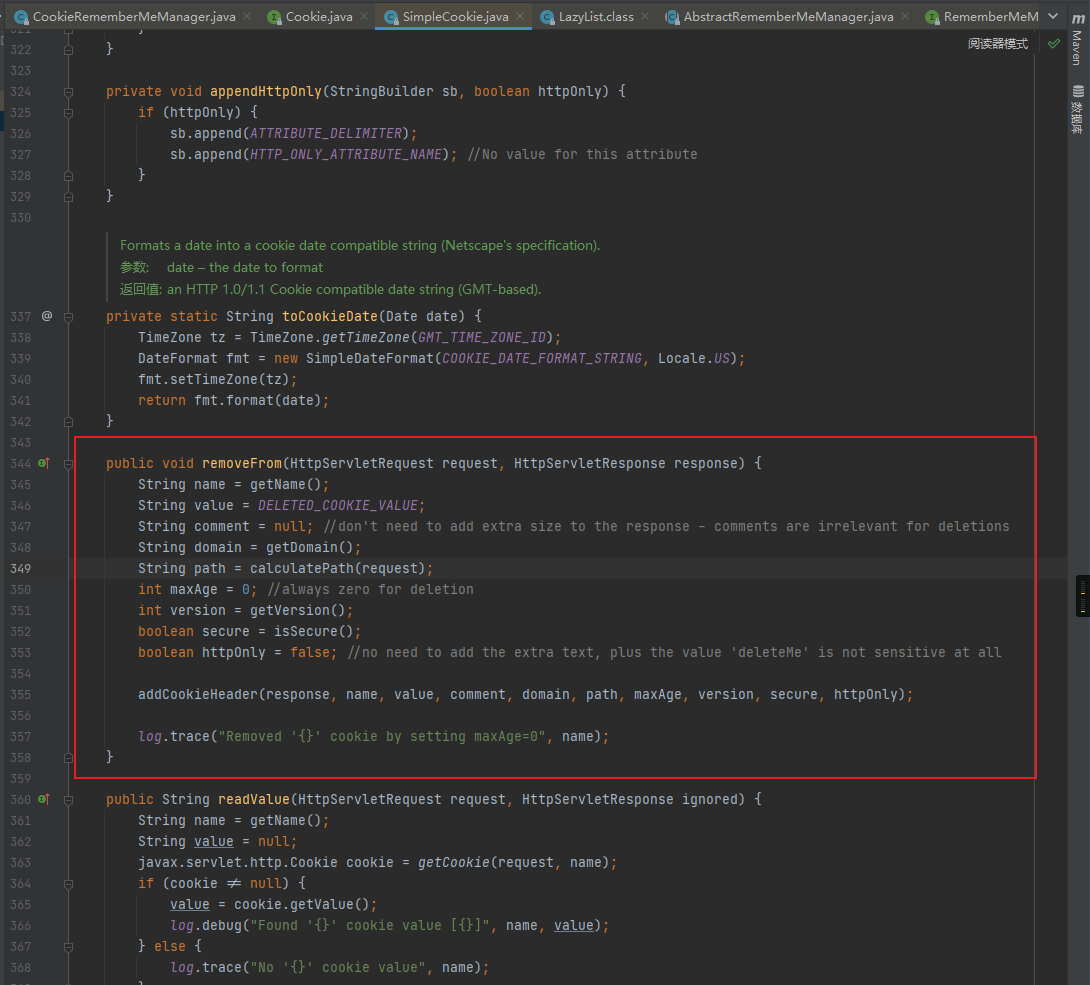 CookieRememberMeManager.java
Cookie.java
SimpleCookie.java
LazyList.class
AbstractRememberMeManager.java
RememberMeM
m
Maven
数据库
阅读器模式
322 }
323
324 private void appendHttpOnly(StringBuilder sb, boolean httpOnly) {
325 if (httpOnly) {
326 sb.append(ATTRIBUTE_DELIMITER);
327 sb.append(HTTP_ONLY_ATTRIBUTE_NAME); //No value for this attribute
328 }
329 }
330
Formats a date into a cookie date compatible string (Netscape's specification).
参数: date – the date to format
返回值: an HTTP 1.0/1.1 Cookie compatible date string (GMT-based).
337 @ private static String toCookieDate(Date date) {
338 TimeZone tz = TimeZone.getTimeZone(GMT_TIME_ZONE_ID);
339 DateFormat fmt = new SimpleDateFormat(COOKIE_DATE_FORMAT_STRING, Locale.US);
340 fmt.setTimeZone(tz);
341 return fmt.format(date);
342 }
343
344 public void removeFrom(HttpServletRequest request, HttpServletResponse response) {
345 String name = getName();
346 String value = DELETED_COOKIE_VALUE;
347 String comment = null; //don't need to add extra size to the response - comments are irrelevant for deletions
348 String domain = getDomain();
349 String path = calculatePath(request);
350 int maxAge = 0; //always zero for deletion
351 int version = getVersion();
352 boolean secure = isSecure();
353 boolean httpOnly = false; //no need to add the extra text, plus the value 'deleteMe' is not sensitive at all
354
355 addCookieHeader(response, name, value, comment, domain, path, maxAge, version, secure, httpOnly);
356
357 log.trace("Removed '{}' cookie by setting maxAge=0", name);
358 }
359
360 public String readValue(HttpServletRequest request, HttpServletResponse ignored) {
361 String name = getName();
362 String value = null;
363 javax.servlet.http.Cookie cookie = getCookie(request, name);
364 if (cookie ≠ null) {
365 value = cookie.getValue();
366 log.debug("Found '{}' cookie value [{}]", name, value);
367 } else {
368 log.trace("No '{}' cookie value", name);